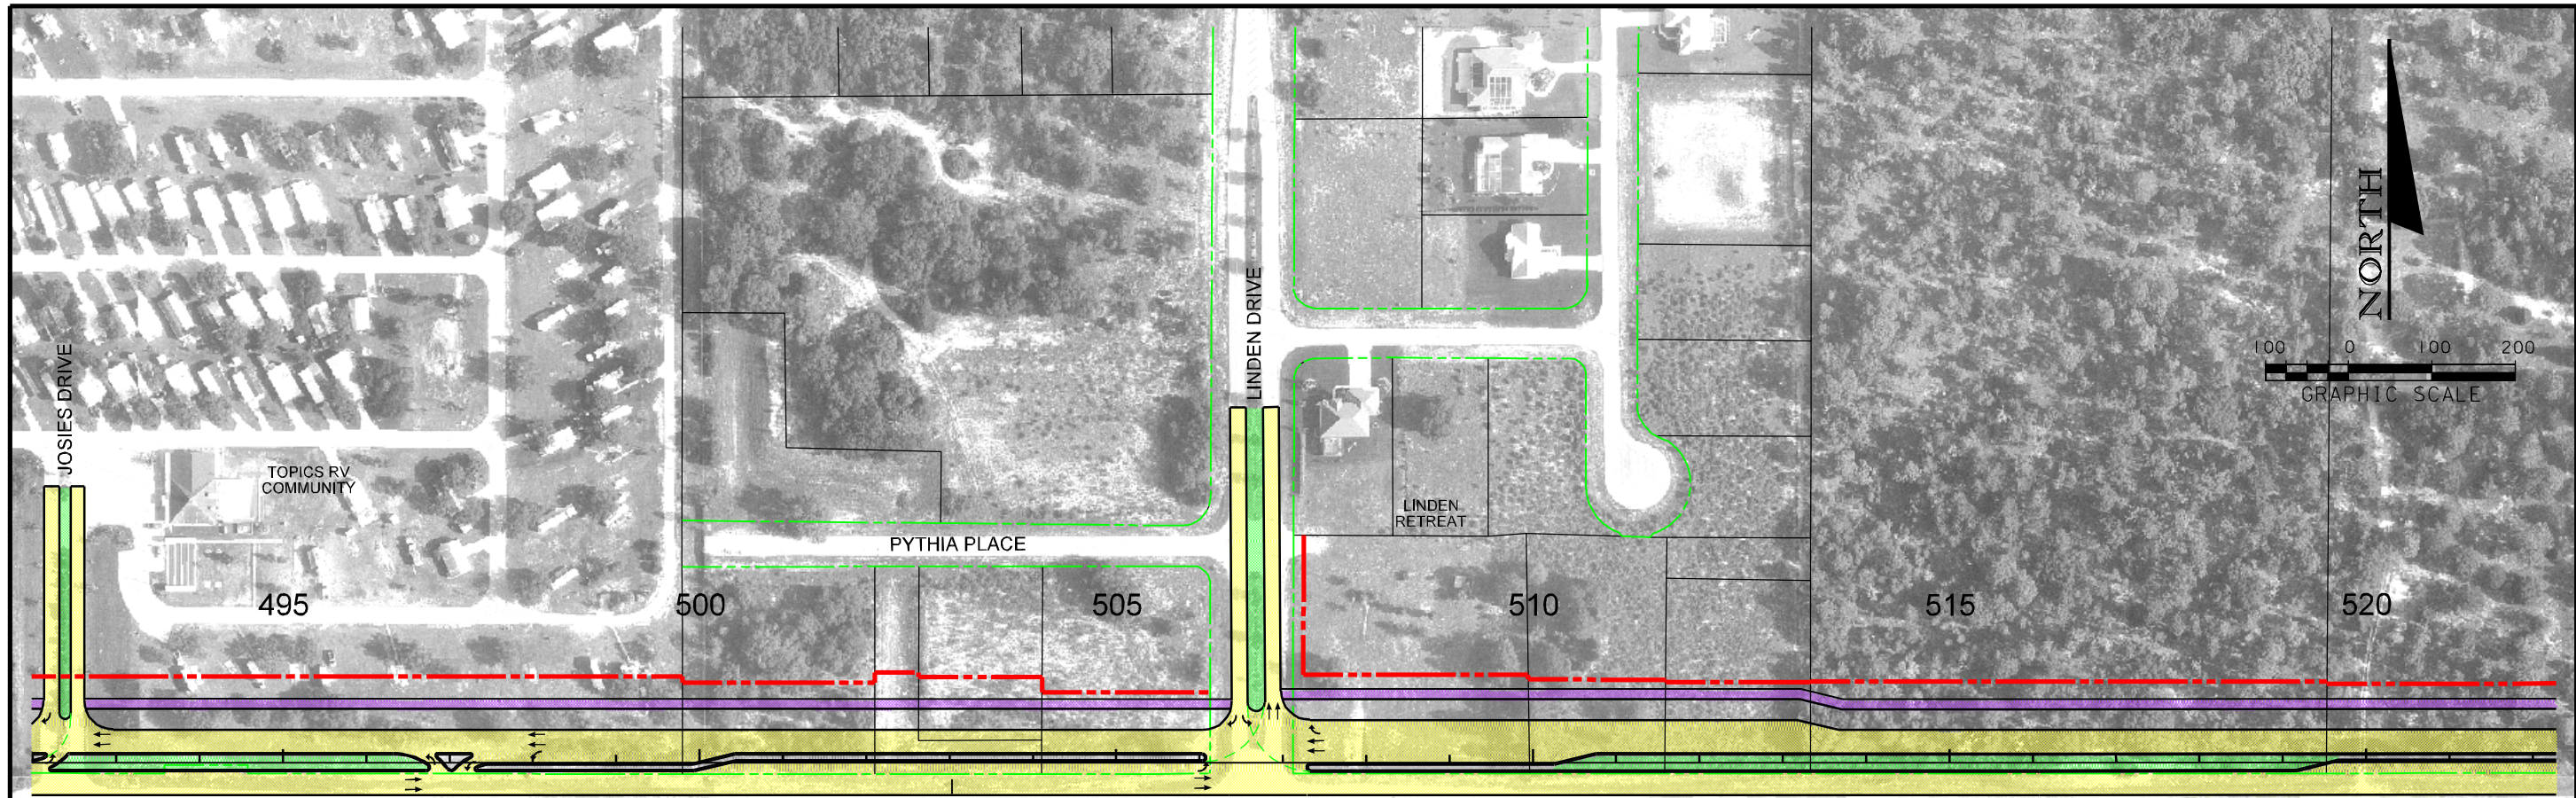 NORTH
100 0 100 200
GRAPHIC SCALE
JOSIES DRIVE
LINDEN DRIVE
TOPICS RV
COMMUNITY
LINDEN
RETREAT
PYTHIA PLACE
495 500 505 510 515 520